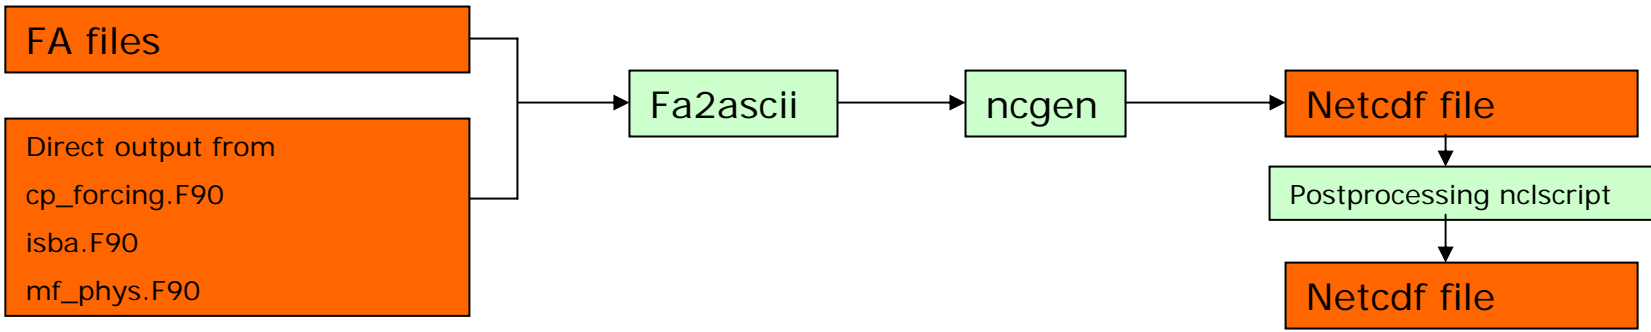 FA files
Direct output from
cp_forcing.F90
isba.F90
mf_phys.F90
Fa2ascii
ncgen
Netcdf file
Postprocessing nclscript
Netcdf file